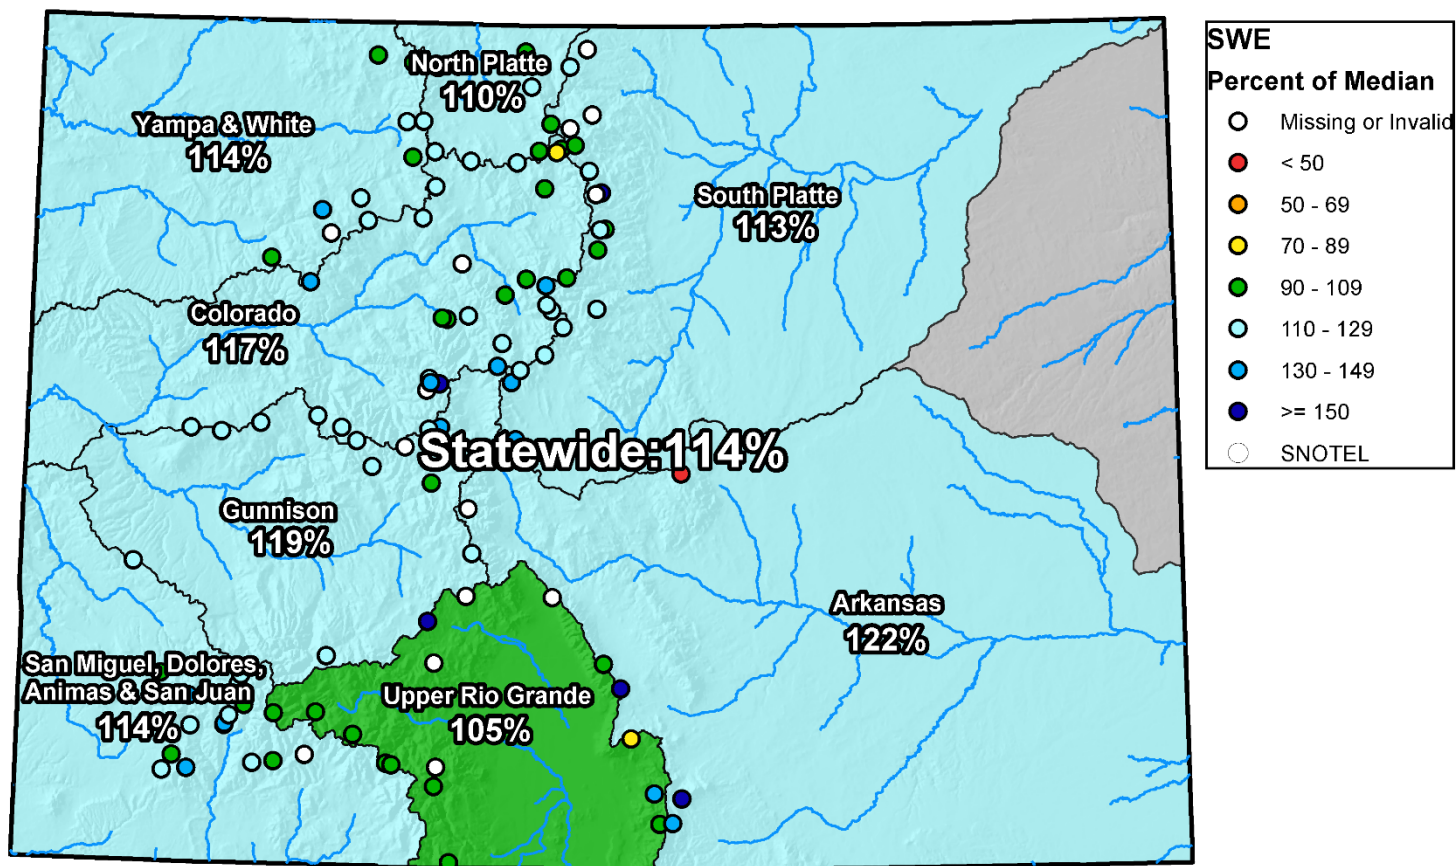 North Platte
110%
Yampa & White
114%
South Platte
113%
Colorado
117%
Statewide:114%
Gunnison
119%
Arkansas
122%
San Miguel, Dolores,
Animas & San Juan
114%
Upper Rio Grande
105%
SWE
Percent of Median
Missing or Invalid
< 50
50 - 69
70 - 89
90 - 109
110 - 129
130 - 149
>= 150
SNOTEL